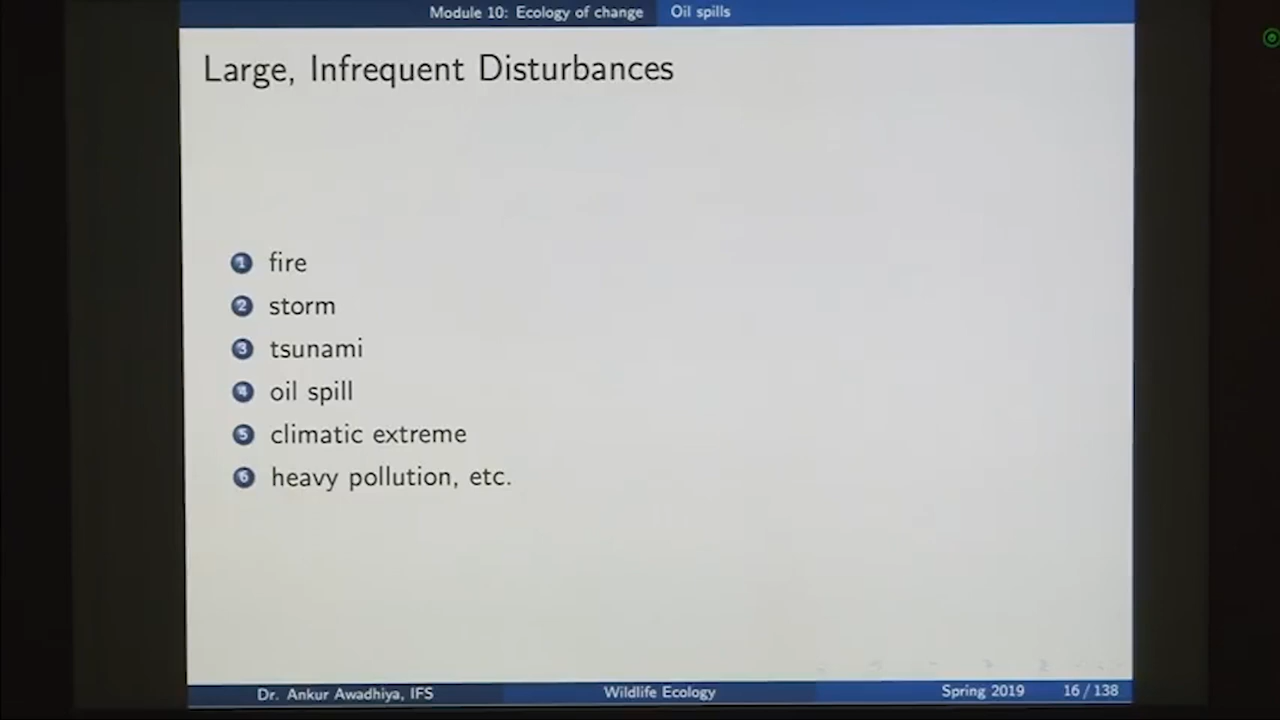 Module 10: Ecology of change Oil spills
Large, Infrequent Disturbances
1 fire
2 storm
3 tsunami
4 oil spill
5 climatic extreme
6 heavy pollution, etc.
Dr. Ankur Awadhiya, IFS Wildlife Ecology Spring 2019 16 / 138